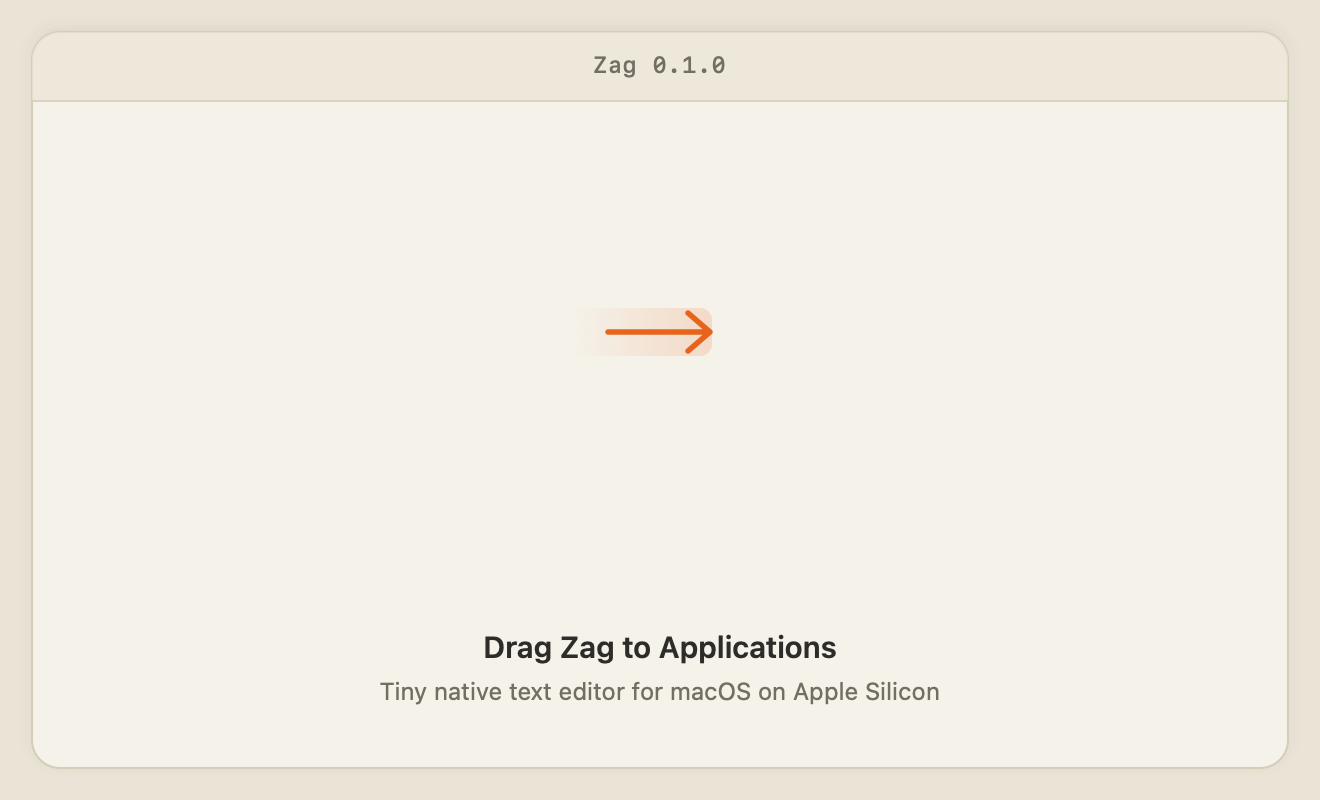 Zag 0.1.0
Drag Zag to Applications
Tiny native text editor for macOS on Apple Silicon